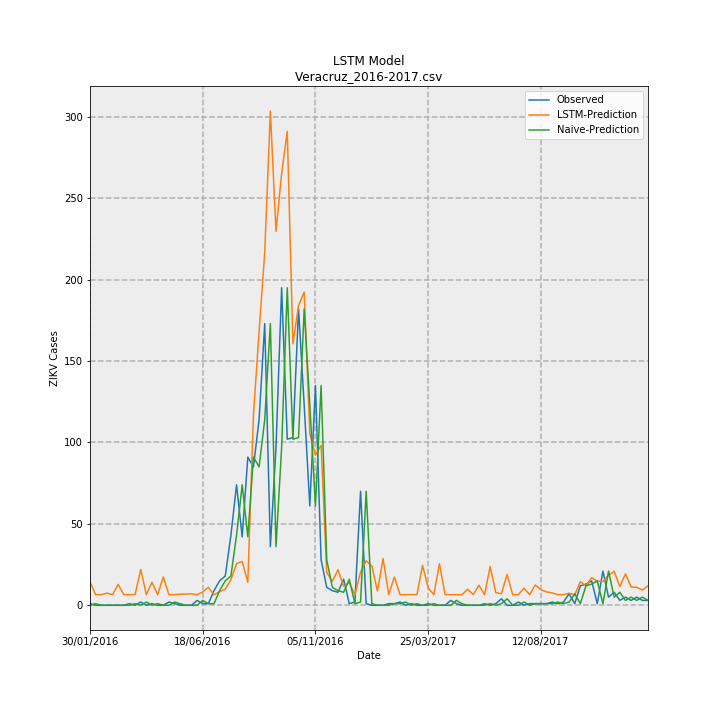 LSTM Model
Veracruz_2016-2017.csv
Observed
LSTM-Prediction
Naive-Prediction
300
250
200
150
100
50
0
ZIKV Cases
30/01/2016
18/06/2016
05/11/2016
25/03/2017
12/08/2017
Date